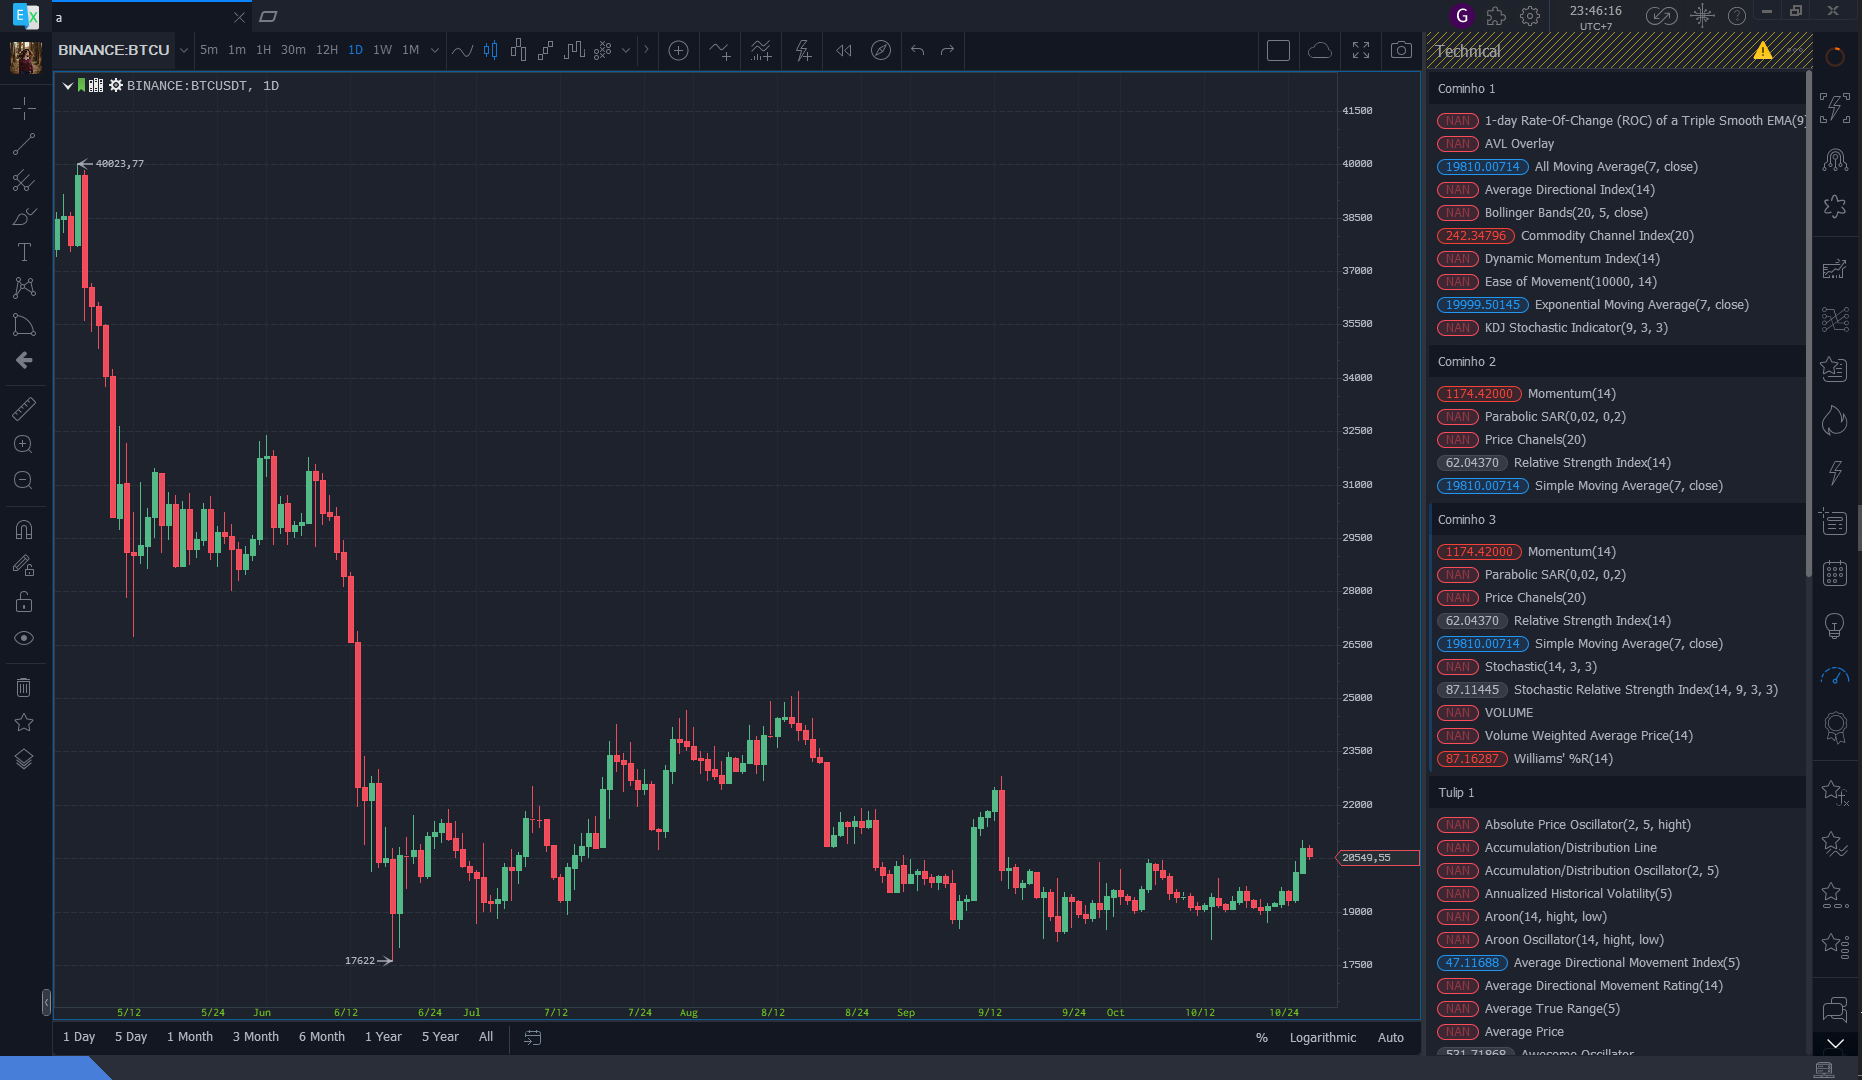 EX
a
G
23:46:16
UTC+7
BINANCE:BTCU
5m 1m 1H 30m 12H 1D 1W 1M
Technical
BINANCE:BTCUSDT, 1D
40023,77
17622
41500
40000
38500
37000
35500
34000
32500
31000
29500
28000
26500
25000
23500
22000
20549,55
19000
17500
5/12 5/24 Jun 6/12 6/24 Jul 7/12 7/24 Aug 8/12 8/24 Sep 9/12 9/24 Oct 10/12 10/24
1 Day 5 Day 1 Month 3 Month 6 Month 1 Year 5 Year All
% Logarithmic Auto
Cominho 1
NAN 1-day Rate-Of-Change (ROC) of a Triple Smooth EMA(9)
NAN AVL Overlay
19810.00714 All Moving Average(7, close)
NAN Average Directional Index(14)
NAN Bollinger Bands(20, 5, close)
242.34796 Commodity Channel Index(20)
NAN Dynamic Momentum Index(14)
NAN Ease of Movement(10000, 14)
19999.50145 Exponential Moving Average(7, close)
NAN KDJ Stochastic Indicator(9, 3, 3)
Cominho 2
1174.42000 Momentum(14)
NAN Parabolic SAR(0,02, 0,2)
NAN Price Chanels(20)
62.04370 Relative Strength Index(14)
19810.00714 Simple Moving Average(7, close)
Cominho 3
1174.42000 Momentum(14)
NAN Parabolic SAR(0,02, 0,2)
NAN Price Chanels(20)
62.04370 Relative Strength Index(14)
19810.00714 Simple Moving Average(7, close)
NAN Stochastic(14, 3, 3)
87.11445 Stochastic Relative Strength Index(14, 9, 3, 3)
NAN VOLUME
NAN Volume Weighted Average Price(14)
87.16287 Williams' %R(14)
Tulip 1
NAN Absolute Price Oscillator(2, 5, hight)
NAN Accumulation/Distribution Line
NAN Accumulation/Distribution Oscillator(2, 5)
NAN Annualized Historical Volatility(5)
NAN Aroon(14, hight, low)
NAN Aroon Oscillator(14, hight, low)
47.11688 Average Directional Movement Index(5)
NAN Average Directional Movement Rating(14)
NAN Average True Range(5)
NAN Average Price
531.71868 Awesome Oscillator